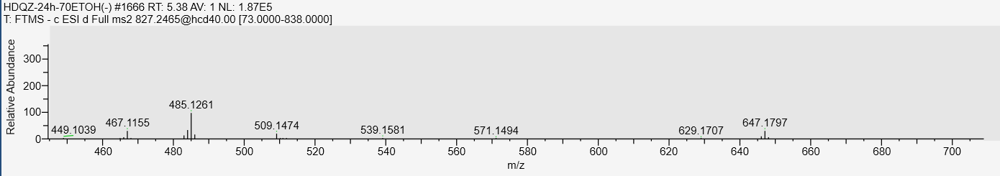 HDQZ-24h-70ETOH(-) #1666 RT: 5.38 AV: 1 NL: 1.87E5
T: FTMS - c ESI d Full ms2 827.2465@hcd40.00 [73.0000-838.0000]
Relative Abundance
300
200
100
0
449.1039
467.1155
485.1261
509.1474
539.1581
571.1494
629.1707
647.1797
460 480 500 520 540 560 580 600 620 640 660 680 700
m/z